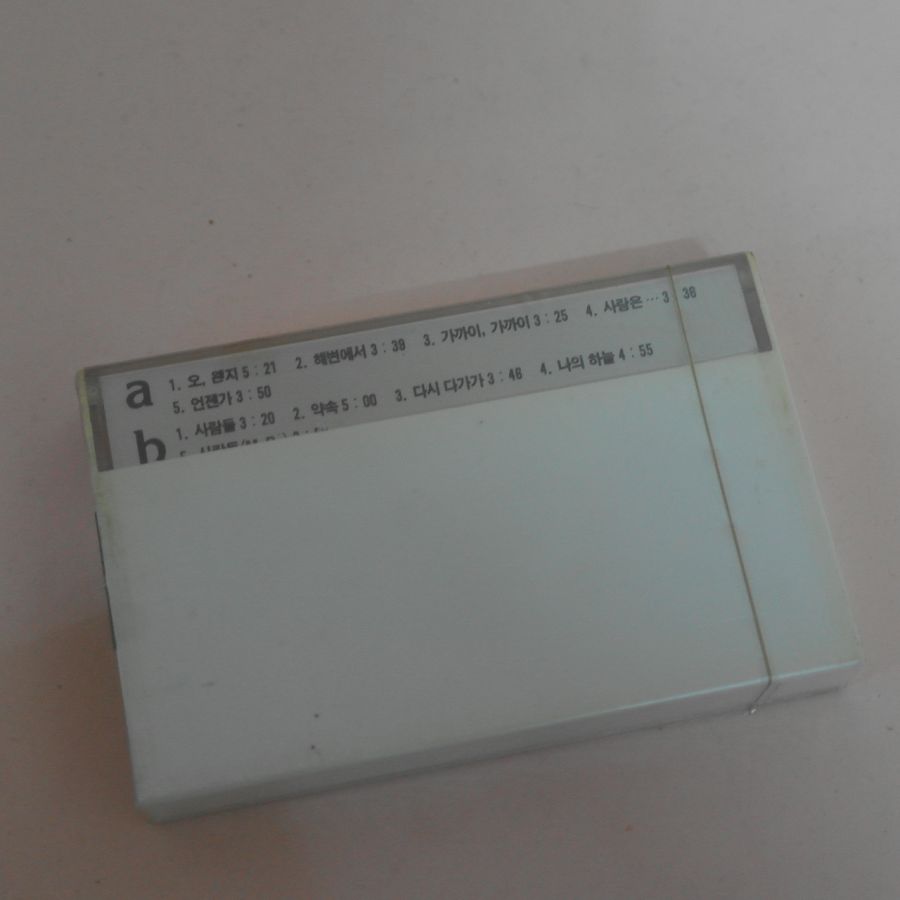 a
1. 오, 왠지 5:21 2. 해변에서 3:39 3. 가까이, 가까이 3:25 4. 사랑은… 3:36
5. 언젠가 3:50
b
1. 사람들 3:20 2. 약속 5:00 3. 다시 다가가 3:46 4. 나의 하늘 4:55